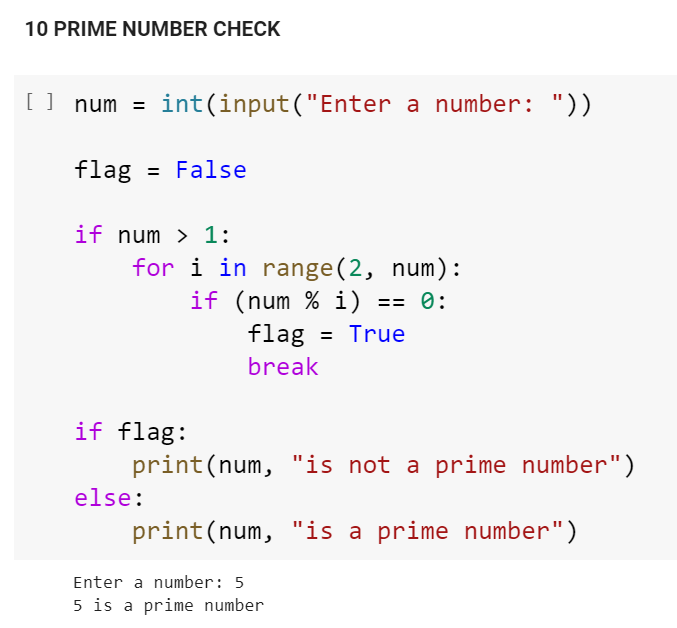 10 PRIME NUMBER CHECK
[ ] num = int(input("Enter a number: "))
flag = False
if num > 1:
    for i in range(2, num):
        if (num % i) == 0:
            flag = True
            break
if flag:
    print(num, "is not a prime number")
else:
    print(num, "is a prime number")
Enter a number: 5
5 is a prime number